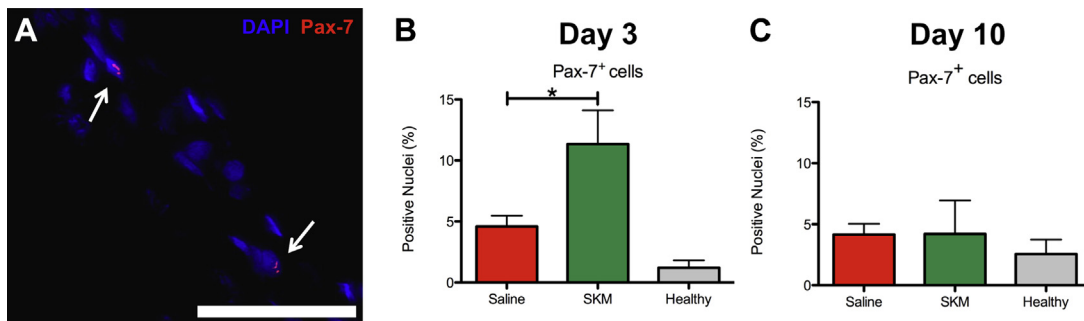 A
DAPI Pax-7
B
Day 3
Pax-7+ cells
*
Positive Nuclei (%)
15
10
5
0
Saline SKM Healthy
C
Day 10
Pax-7+ cells
Positive Nuclei (%)
15
10
5
0
Saline SKM Healthy